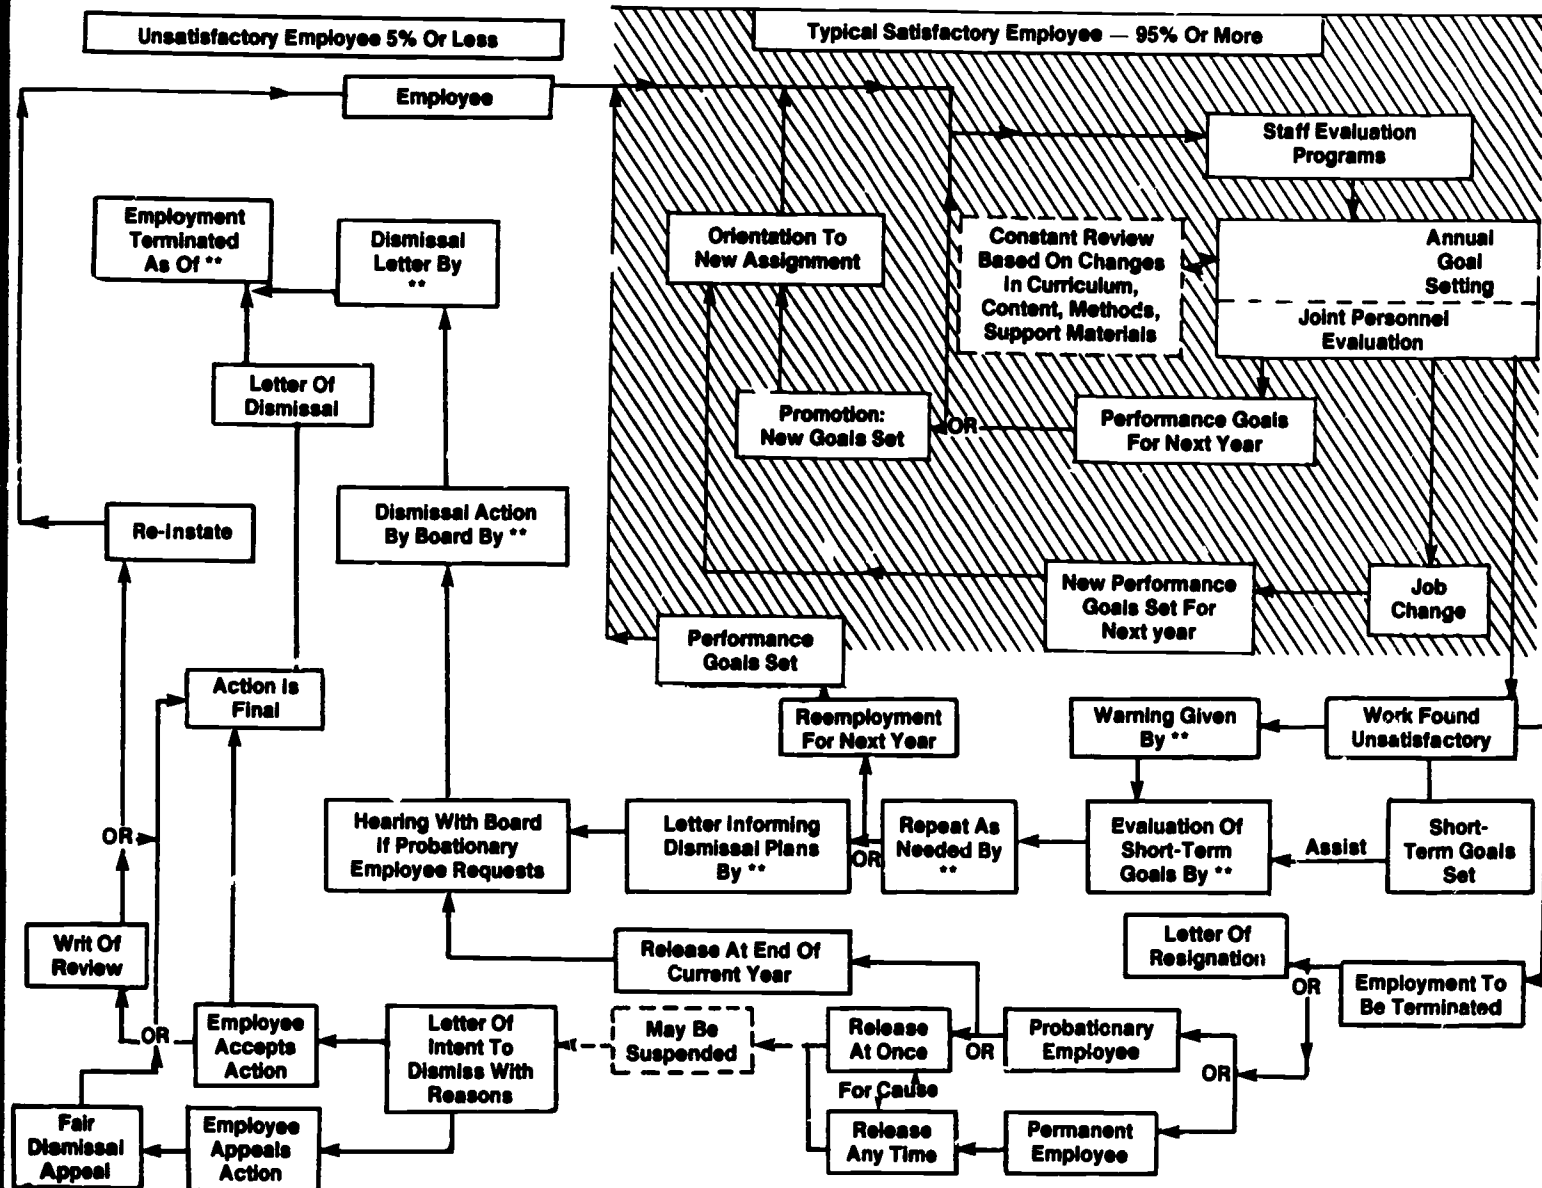 Unsatisfactory Employee 5% Or Less
Typical Satisfactory Employee — 95% Or More
Employee
Staff Evaluation
Programs
Employment
Terminated
As Of **
Dismissal
Letter By
**
Orientation To
New Assignment
Constant Review
Based On Changes
In Curriculum,
Content, Methods,
Support Materials
Annual
Goal
Setting
Joint Personnel
Evaluation
Letter Of
Dismissal
Promotion:
New Goals Set
OR
Performance Goals
For Next Year
Re-Instate
Dismissal Action
By Board By **
New Performance
Goals Set For
Next year
Job
Change
Performance
Goals Set
Action Is
Final
Reemployment
For Next Year
Warning Given
By **
Work Found
Unsatisfactory
OR
Hearing With Board
If Probationary
Employee Requests
Letter Informing
Dismissal Plans
By **
OR
Repeat As
Needed By
**
Evaluation Of
Short-Term
Goals By **
Assist
Short-
Term Goals
Set
Writ Of
Review
Release At End Of
Current Year
Letter Of
Resignation
OR
Employment To
Be Terminated
OR
Employee
Accepts
Action
Letter Of
Intent To
Dismiss With
Reasons
May Be
Suspended
Release
At Once
OR
Probationary
Employee
OR
For Cause
Fair
Dismissal
Appeal
Employee
Appeals
Action
Release
Any Time
Permanent
Employee